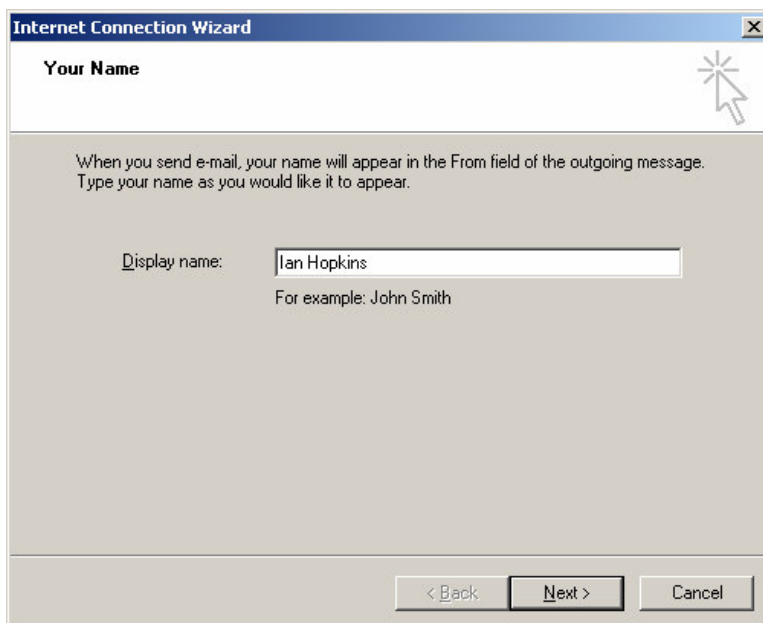 Internet Connection Wizard
Your Name
When you send e-mail, your name will appear in the From field of the outgoing message.
Type your name as you would like it to appear.
Display name: Ian Hopkins
For example: John Smith
< Back Next > Cancel